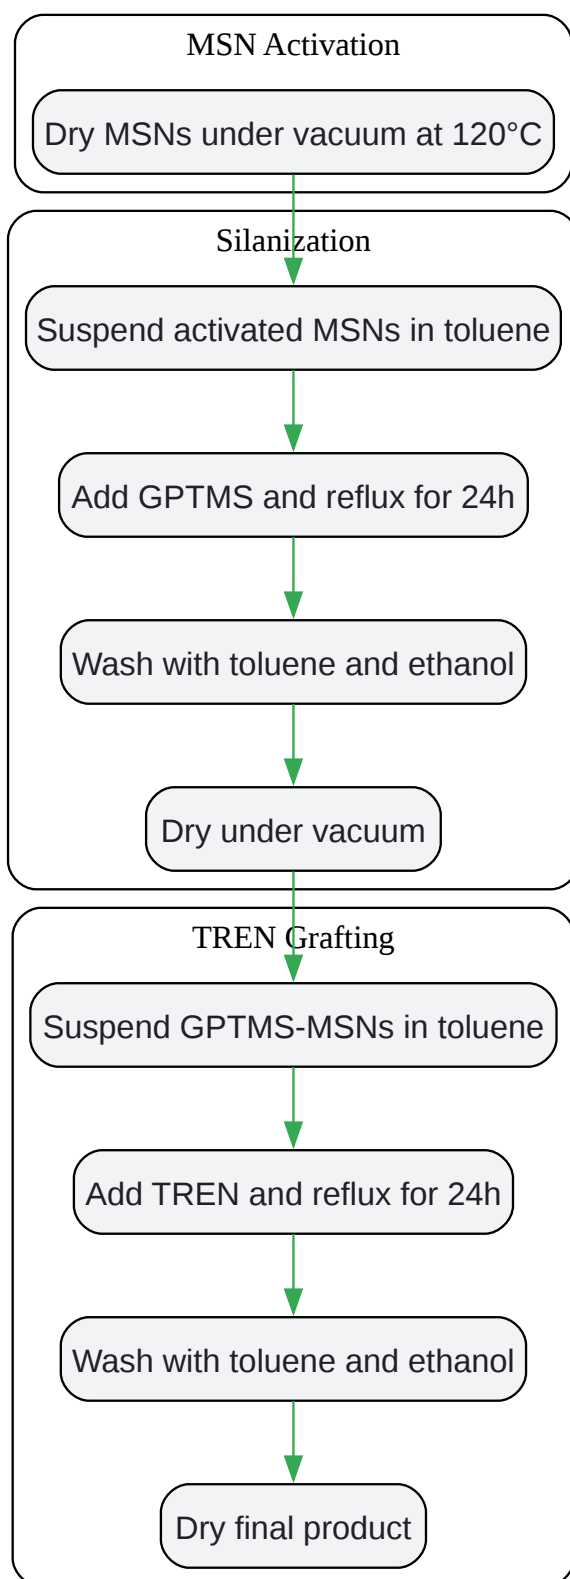 MSN Activation
Dry MSNs under vacuum at 120°C
Silanization
Suspend activated MSNs in toluene
Add GPTMS and reflux for 24h
Wash with toluene and ethanol
Dry under vacuum
TREN Grafting
Suspend GPTMS-MSNs in toluene
Add TREN and reflux for 24h
Wash with toluene and ethanol
Dry final product